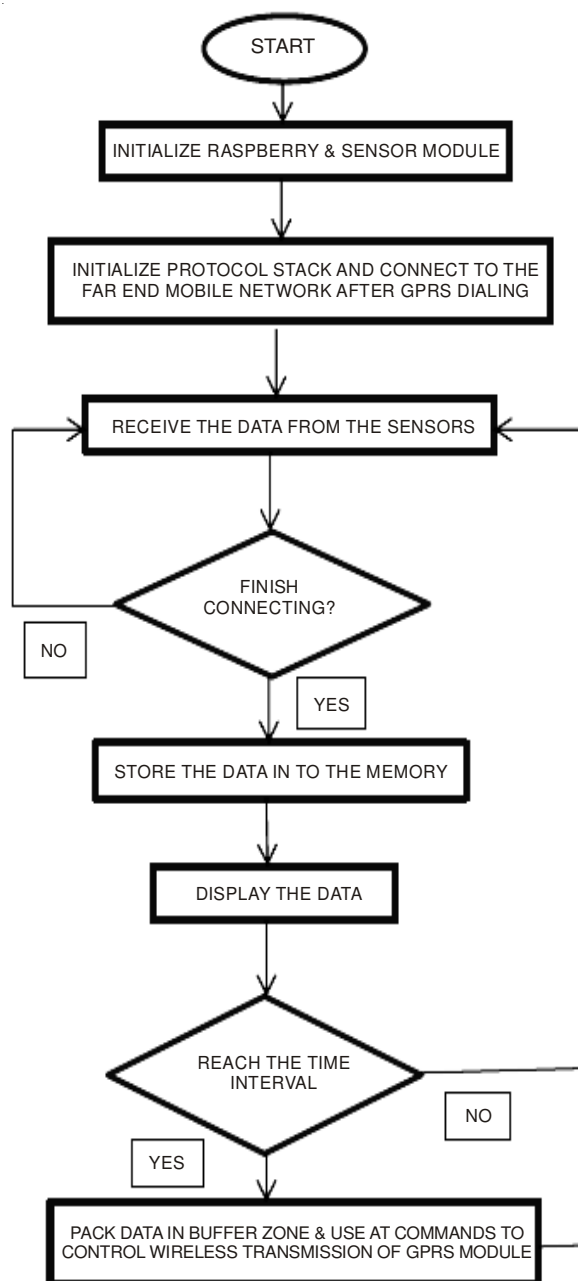 START
INITIALIZE RASPBERRY & SENSOR MODULE
INITIALIZE PROTOCOL STACK AND CONNECT TO THE
FAR END MOBILE NETWORK AFTER GPRS DIALING
RECEIVE THE DATA FROM THE SENSORS
FINISH
CONNECTING?
NO
YES
STORE THE DATA IN TO THE MEMORY
DISPLAY THE DATA
REACH THE TIME
INTERVAL
NO
YES
PACK DATA IN BUFFER ZONE & USE AT COMMANDS TO
CONTROL WIRELESS TRANSMISSION OF GPRS MODULE